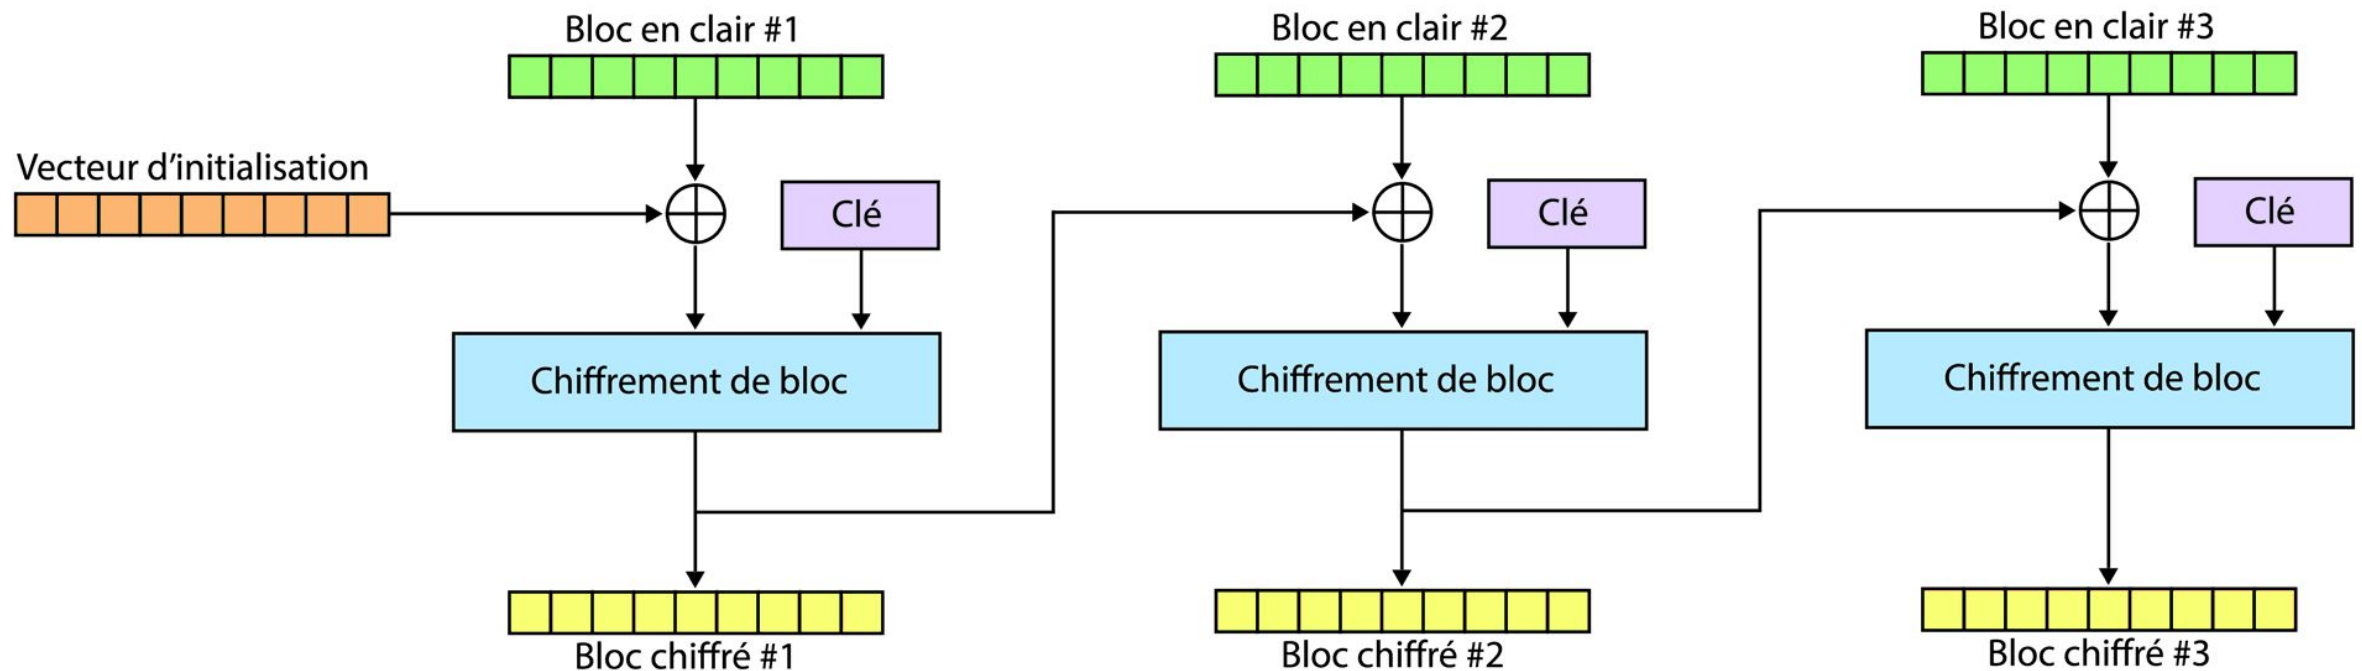 Bloc en clair #1
Bloc en clair #2
Bloc en clair #3
Vecteur d'initialisation
Clé
Clé
Clé
Chiffrement de bloc
Chiffrement de bloc
Chiffrement de bloc
Bloc chiffré #1
Bloc chiffré #2
Bloc chiffré #3